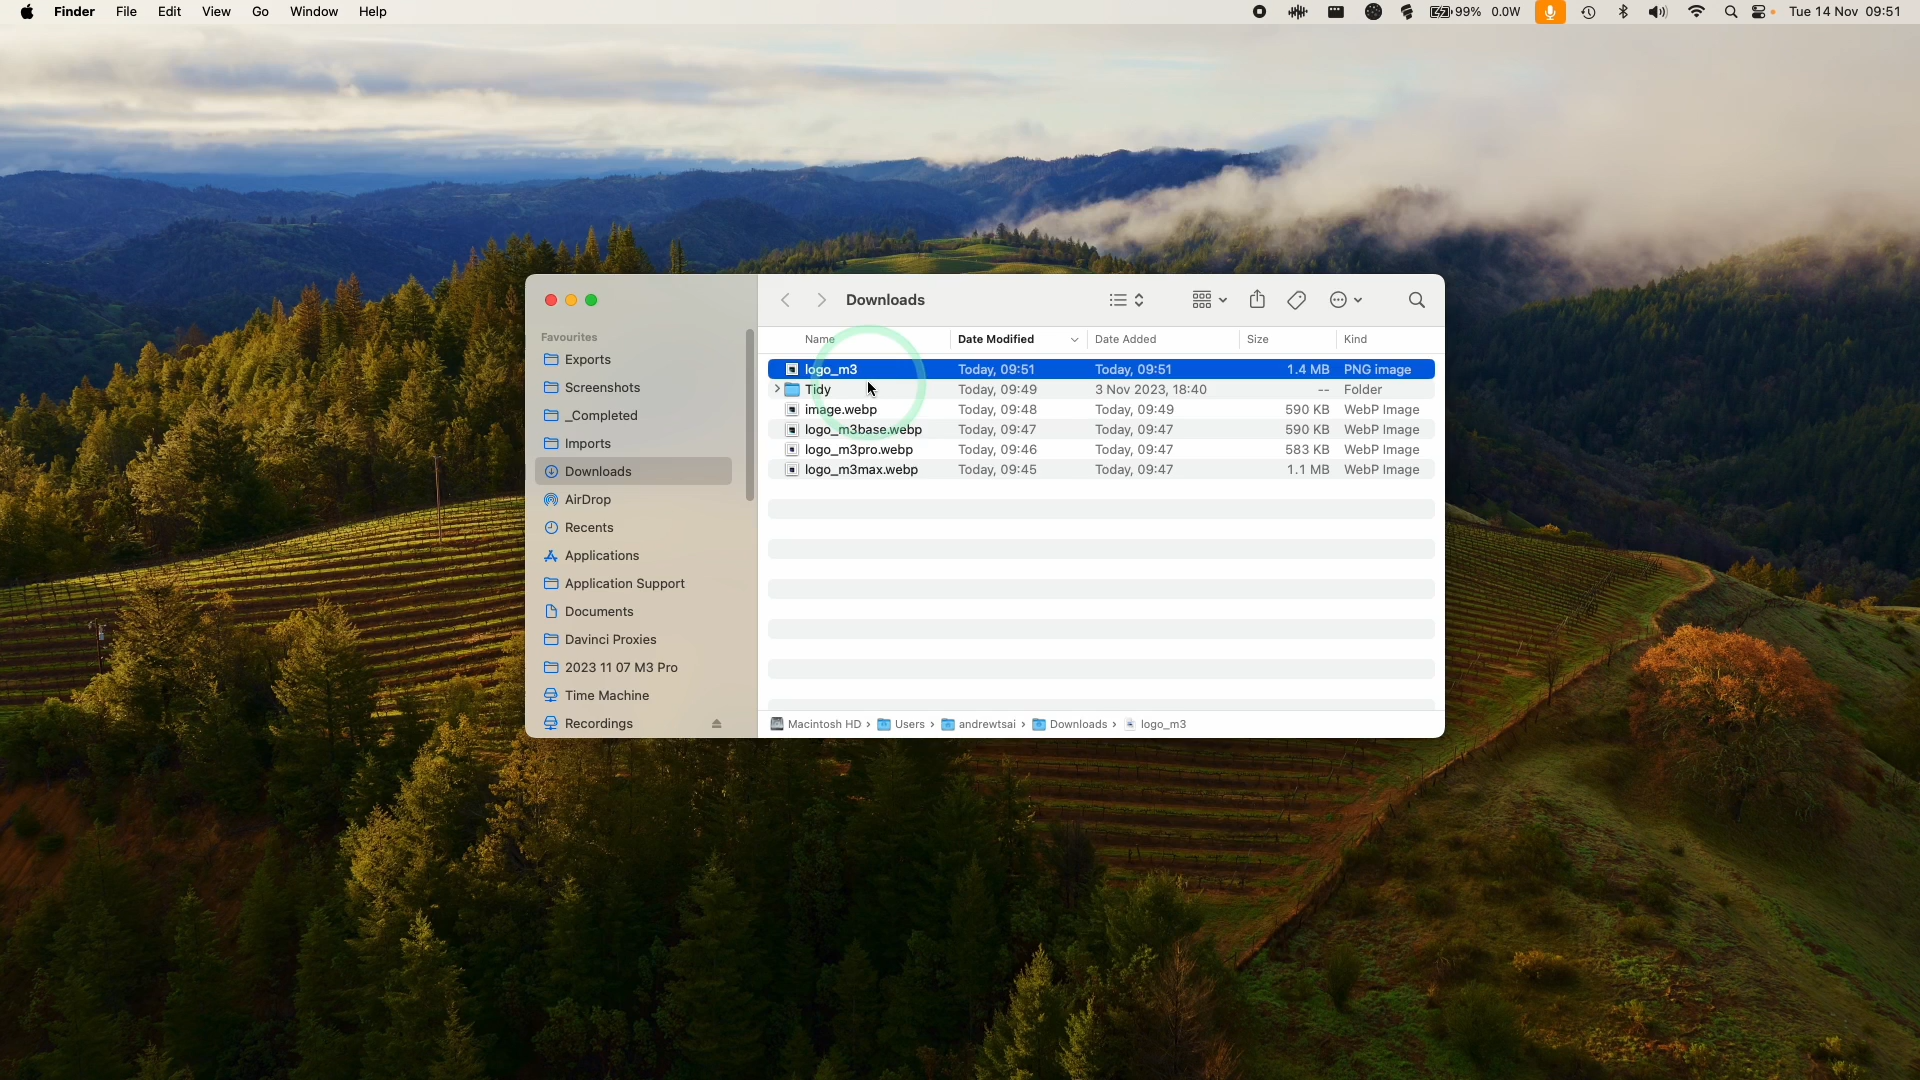 Finder File Edit View Go Window Help 99% 0.0W Tue 14 Nov 09:51
Downloads
Favourites
Exports
Screenshots
_Completed
Imports
Downloads
AirDrop
Recents
Applications
Application Support
Documents
Davinci Proxies
2023 11 07 M3 Pro
Time Machine
Recordings
Name Date Modified Date Added Size Kind
logo_m3 Today, 09:51 Today, 09:51 1.4 MB PNG image
Tidy Today, 09:49 3 Nov 2023, 18:40 -- Folder
image.webp Today, 09:48 Today, 09:49 590 KB WebP Image
logo_m3base.webp Today, 09:47 Today, 09:47 590 KB WebP Image
logo_m3pro.webp Today, 09:46 Today, 09:47 583 KB WebP Image
logo_m3max.webp Today, 09:45 Today, 09:47 1.1 MB WebP Image
Macintosh HD › Users › andrewtsai › Downloads › logo_m3